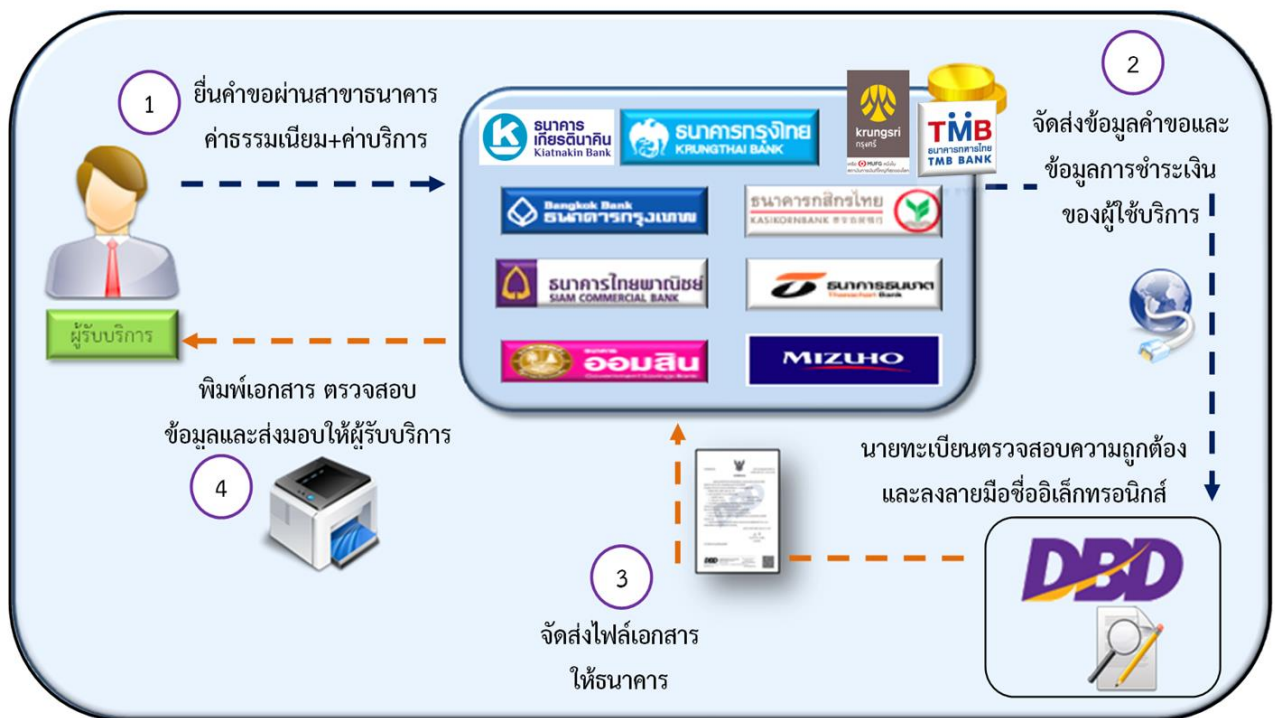 1
ยื่นคำขอผ่านสาขาธนาคาร
ค่าธรรมเนียม+ค่าบริการ
ธนาคาร
เกียรตินาคิน
Kiatnakin Bank
ธนาคารกรุงไทย
KRUNGTHAI BANK
krungsri
กรุงศรี
TMB
ธนาคารทหารไทย
TMB BANK
2
จัดส่งข้อมูลคำขอและ
ข้อมูลการชำระเงิน
ของผู้ใช้บริการ
Bangkok Bank
ธนาคารกรุงเทพ
ธนาคารกสิกรไทย
KASIKORNBANK
ธนาคารไทยพาณิชย์
SIAM COMMERCIAL BANK
ธนาคารธนชาต
Thanachart Bank
ธนาคาร
ออมสิน
Government Savings Bank
MIZUHO
ผู้รับบริการ
พิมพ์เอกสาร ตรวจสอบ
ข้อมูลและส่งมอบให้ผู้รับบริการ
4
นายทะเบียนตรวจสอบความถูกต้อง
และลงลายมือชื่ออิเล็กทรอนิกส์
DBD
3
จัดส่งไฟล์เอกสาร
ให้ธนาคาร